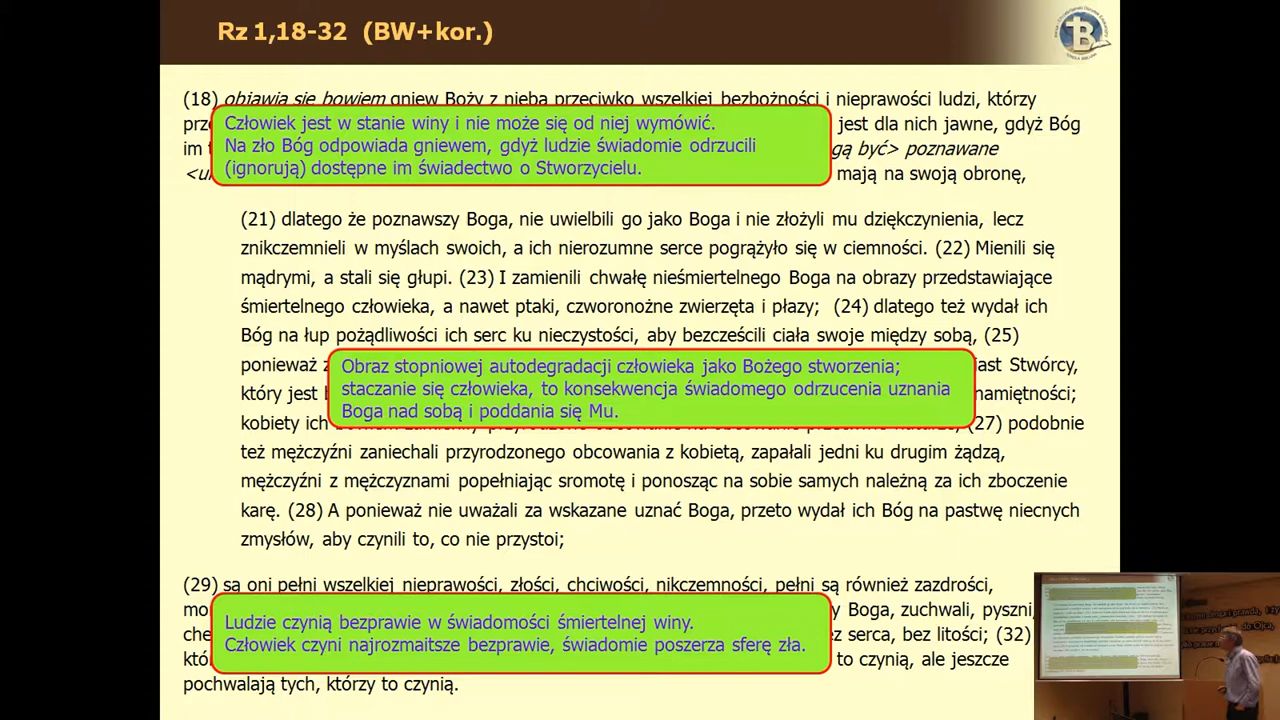 Rz 1,18-32 (BW+kor.)
(18) objawia się bowiem gniew Boży z nieba przeciwko wszelkiej bezbożności i nieprawości ludzi, którzy
Człowiek jest w stanie winy i nie może się od niej wymówić.
Na zło Bóg odpowiada gniewem, gdyż ludzie świadomie odrzucili
(ignorują) dostępne im świadectwo o Stworzycielu.
jest dla nich jawne, gdyż Bóg
im
być> poznawane
mają na swoją obronę,
(21) dlatego że poznawszy Boga, nie uwielbili go jako Boga i nie złożyli mu dziękczynienia, lecz
znikczemnieli w myślach swoich, a ich nierozumne serce pogrążyło się w ciemności. (22) Mienili się
mądrymi, a stali się głupi. (23) I zamienili chwałę nieśmiertelnego Boga na obrazy przedstawiające
śmiertelnego człowieka, a nawet ptaki, czworonożne zwierzęta i płazy; (24) dlatego też wydał ich
Bóg na łup pożądliwości ich serc ku nieczystości, aby bezcześcili ciała swoje między sobą, (25)
ponieważ
Obraz stopniowej autodegradacji człowieka jako Bożego stworzenia;
staczanie się człowieka, to konsekwencja świadomego odrzucenia uznania
Boga nad sobą i poddania się Mu.
Stwórcy,
który jest
namiętności;
kobiety ich
(27) podobnie
też mężczyźni zaniechali przyrodzonego obcowania z kobietą, zapałali jedni ku drugim żądzą,
mężczyźni z mężczyznami popełniając sromotę i ponosząc na sobie samych należną za ich zboczenie
karę. (28) A ponieważ nie uważali za wskazane uznać Boga, przeto wydał ich Bóg na pastwę niecnych
zmysłów, aby czynili to, co nie przystoi;
(29) są oni pełni wszelkiej nieprawości, złości, chciwości, nikczemności, pełni są również zazdrości,
Ludzie czynią bezprawie w świadomości śmiertelnej winy.
Człowiek czyni najrozmaitsze bezprawie, świadomie poszerza sferę zła.
Boga, zuchwali, pyszni,
serca, bez litości; (32)
to czynią, ale jeszcze
pochwalają tych, którzy to czynią.